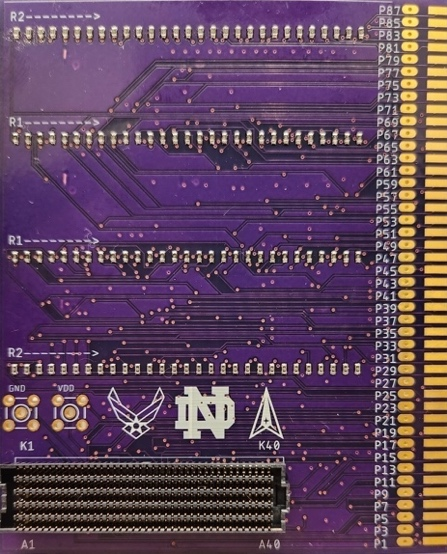 R2-------->
R1-------->
R1-------->
R2-------->
GND VDD
ND
K1 K40
A1 A40
P87
P85
P83
P81
P79
P77
P75
P73
P71
P69
P67
P65
P63
P61
P59
P57
P55
P53
P51
P49
P47
P45
P43
P41
P39
P37
P35
P33
P31
P29
P27
P25
P23
P21
P19
P17
P15
P13
P11
P9
P7
P5
P3
P1